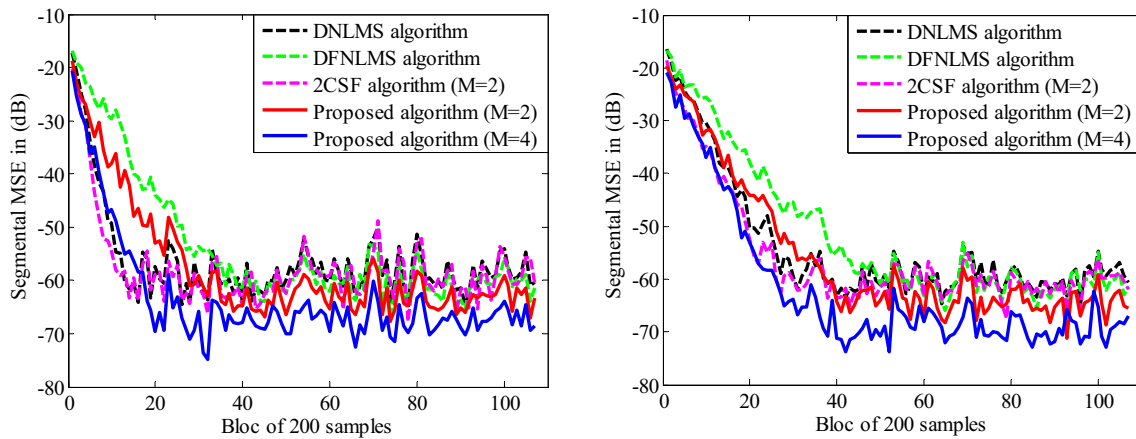 -10
-20
-30
-40
-50
-60
-70
-80
0
20
40
60
80
100
Segmental MSE in (dB)
Bloc of 200 samples
DNLMS algorithm
DFNLMS algorithm
2CSF algorithm (M=2)
Proposed algorithm (M=2)
Proposed algorithm (M=4)
-10
-20
-30
-40
-50
-60
-70
-80
0
20
40
60
80
100
Segmental MSE in (dB)
Bloc of 200 samples
DNLMS algorithm
DFNLMS algorithm
2CSF algorithm (M=2)
Proposed algorithm (M=2)
Proposed algorithm (M=4)